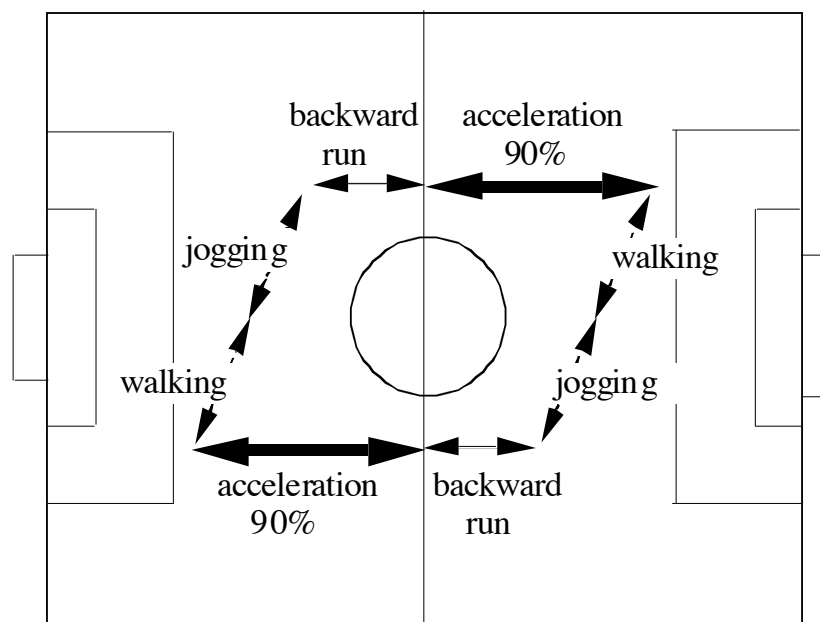 backward
run
acceleration
90%
jogging
walking
walking
jogging
acceleration
90%
backward
run